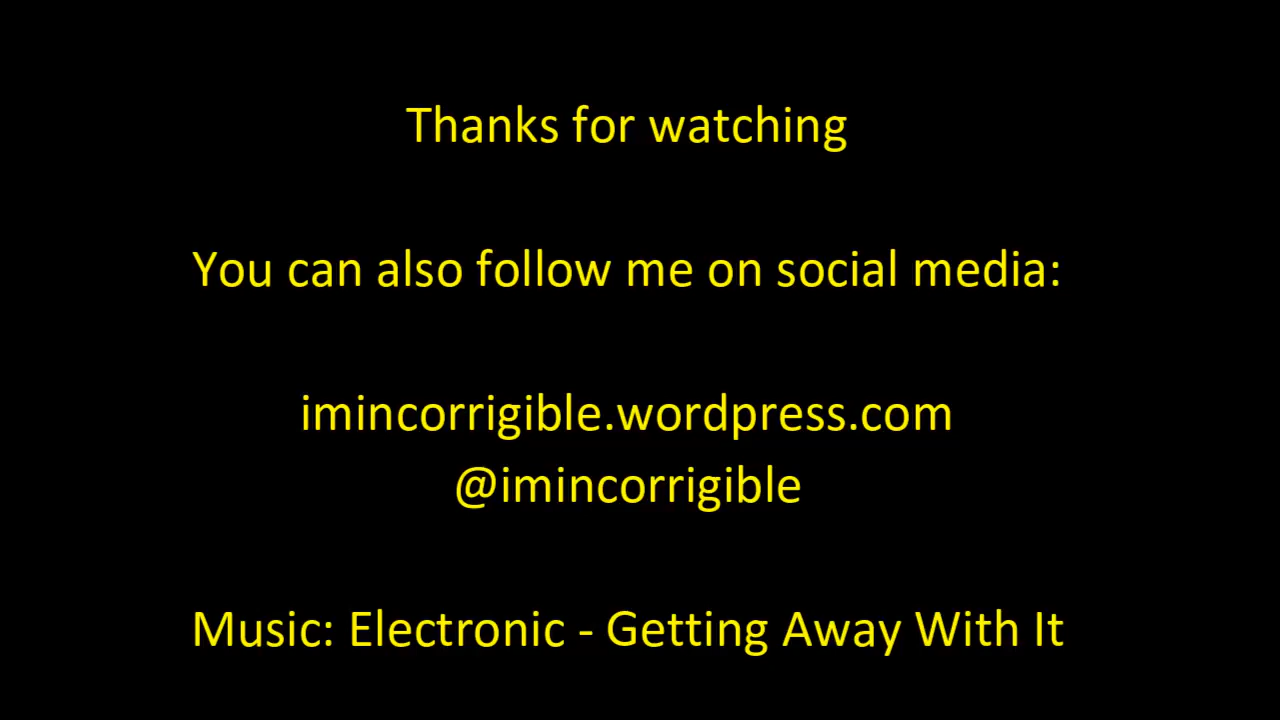 Thanks for watching
You can also follow me on social media:
imincorrigible.wordpress.com
@imincorrigible
Music: Electronic - Getting Away With It